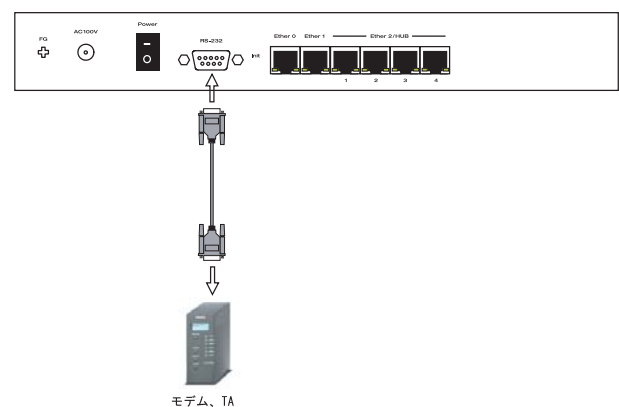 Power
FG
AC100V
RS-232
Init
Ether 0
Ether 1
Ether 2/HUB
1
2
3
4
モデム、TA